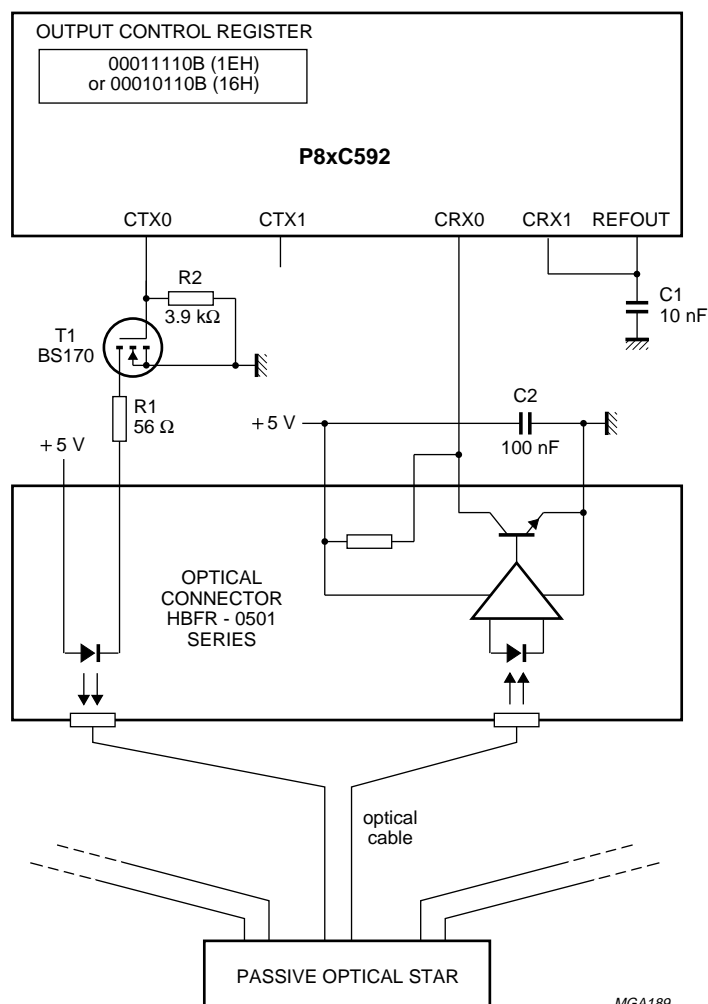 OUTPUT CONTROL REGISTER
00011110B (1EH)
or 00010110B (16H)
P8xC592
CTX0
CTX1
CRX0
CRX1
REFOUT
R2
3.9 kΩ
C1
10 nF
T1
BS170
R1
56 Ω
+5 V
+5 V
C2
100 nF
OPTICAL
CONNECTOR
HBFR - 0501
SERIES
optical
cable
PASSIVE OPTICAL STAR
MGA189